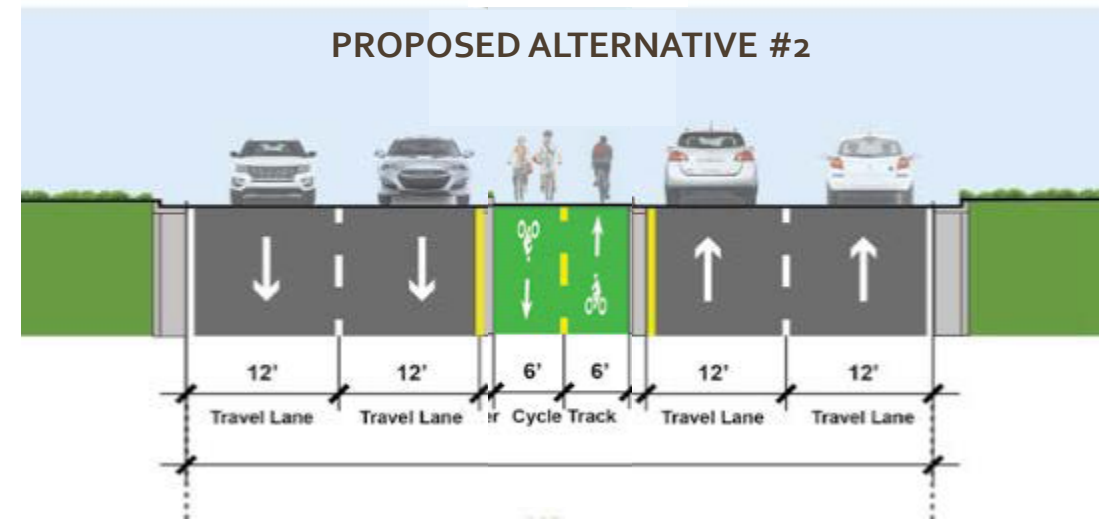 PROPOSED ALTERNATIVE #2
12' 12' 6' 6' 12' 12'
Travel Lane Travel Lane er Cycle Track Travel Lane Travel Lane